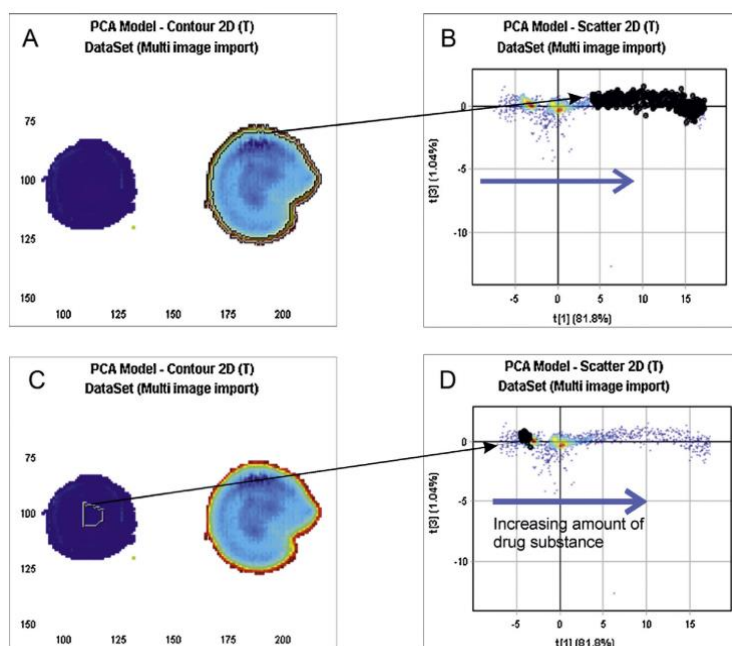 A
PCA Model - Contour 2D (T)
DataSet (Multi image import)
75
100
125
150
100 125 150 175 200
B
PCA Model - Scatter 2D (T)
DataSet (Multi image import)
t[3] (1.04%)
0
-5
-10
-5 0 5 10 15
t[1] (81.8%)
C
PCA Model - Contour 2D (T)
DataSet (Multi image import)
75
100
125
150
100 125 150 175 200
D
PCA Model - Scatter 2D (T)
DataSet (Multi image import)
t[3] (1.04%)
0
-5
-10
Increasing amount of
drug substance
-5 0 5 10 15
t[1] (81.8%)